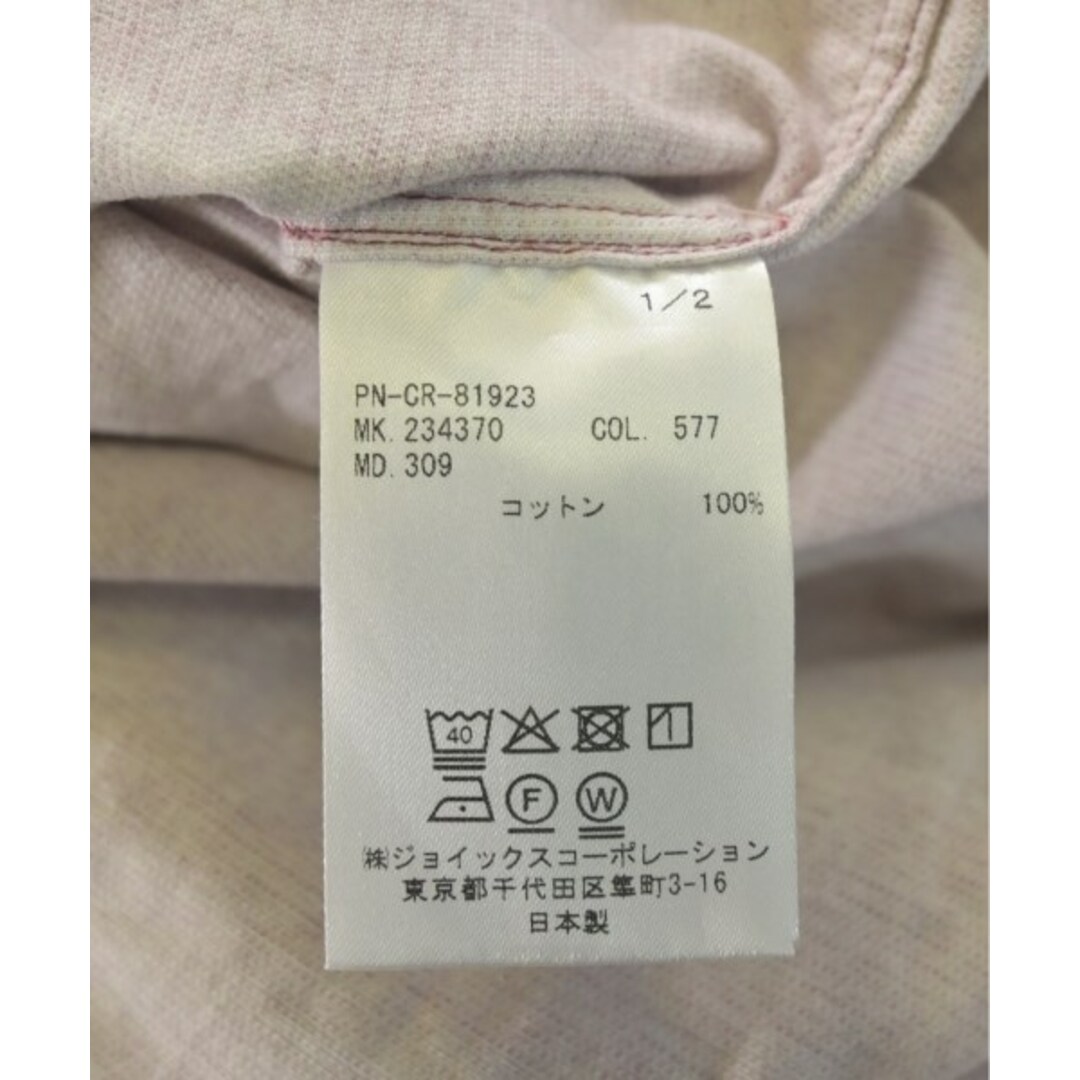 1/2
PN-CR-81923
MK. 234370 COL. 577
MD. 309
コットン 100%
40
F W
㈱ジョイックスコーポレーション
東京都千代田区隼町3-16
日本製